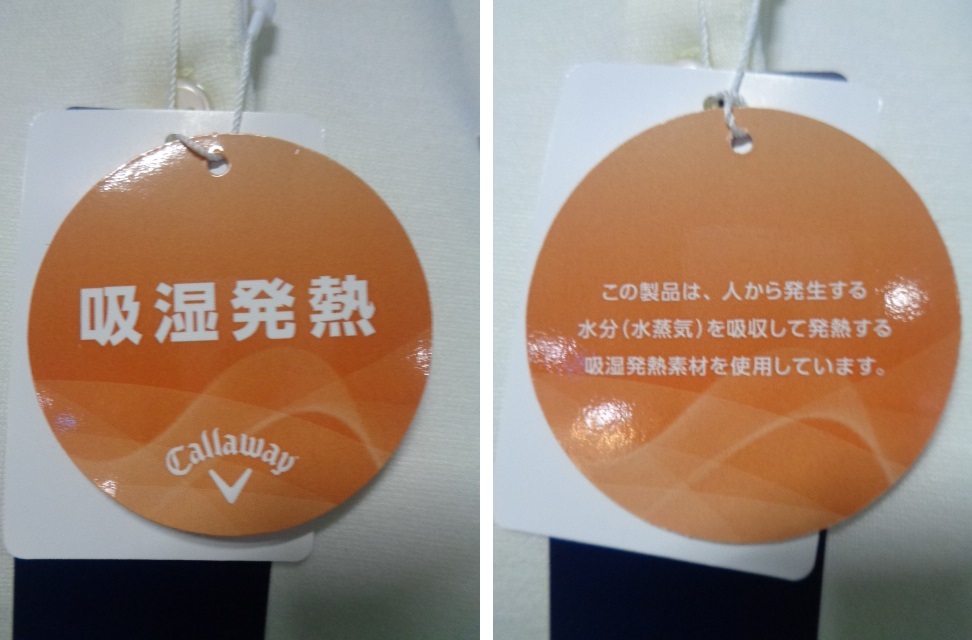 吸湿発熱
Callaway
この製品は、人から発生する
水分(水蒸気)を吸収して発熱する
吸湿発熱素材を使用しています。